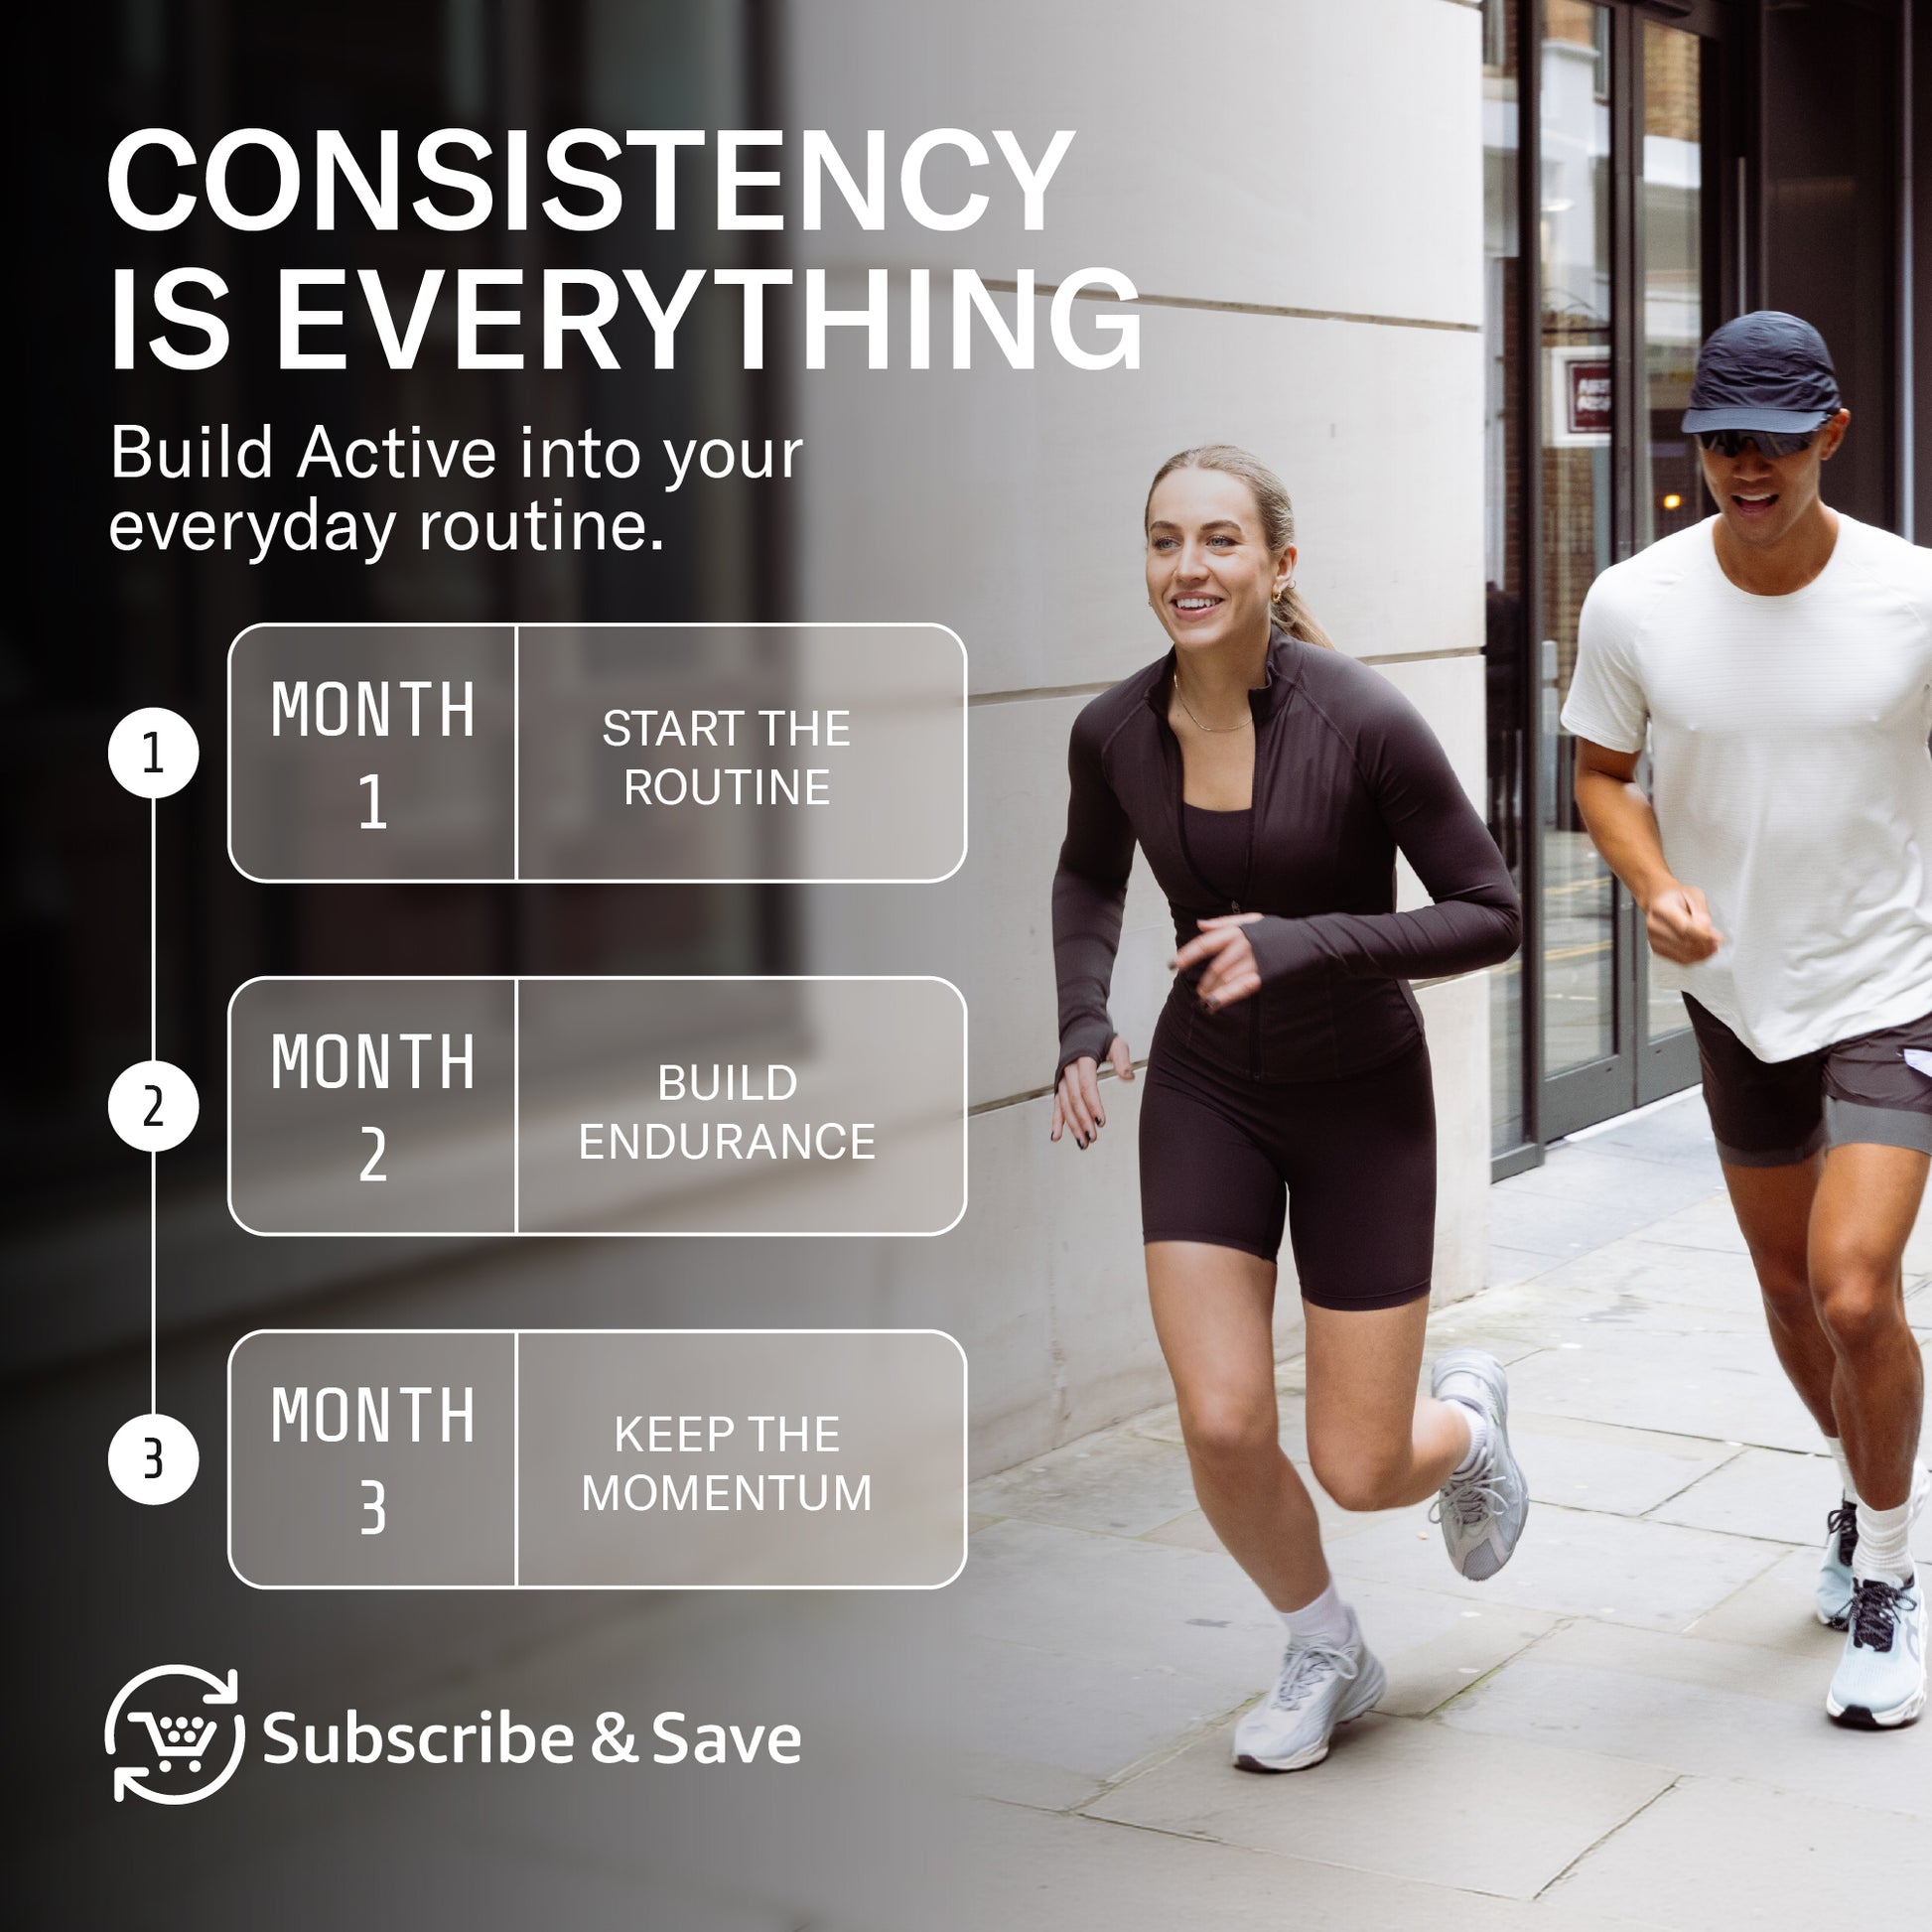 CONSISTENCY
IS EVERYTHING
Build Active into your
everyday routine.
1
MONTH
1
START THE
ROUTINE
2
MONTH
2
BUILD
ENDURANCE
3
MONTH
3
KEEP THE
MOMENTUM
Subscribe & Save